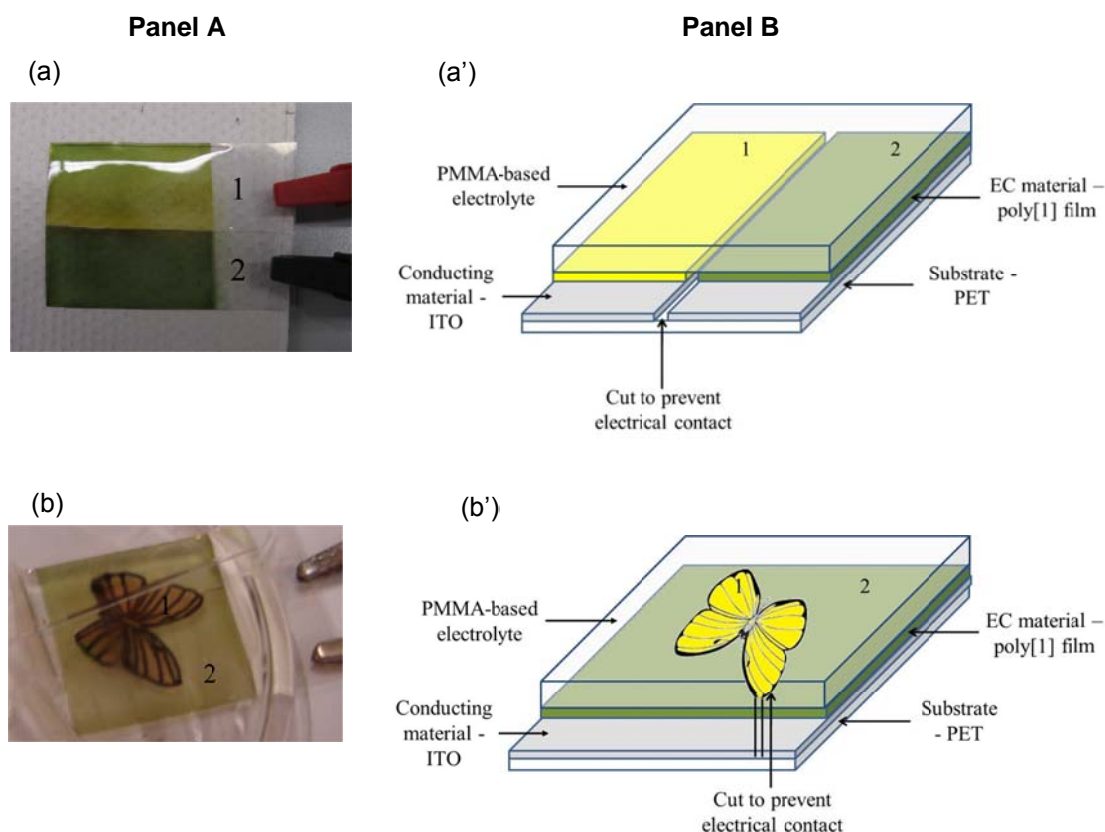 Panel A
Panel B
(a)
(a')
1
2
1
2
PMMA-based
electrolyte
EC material –
poly[1] film
Conducting
material -
ITO
Substrate -
PET
Cut to prevent
electrical contact
(b)
(b')
1
2
1
2
PMMA-based
electrolyte
EC material –
poly[1] film
Conducting
material -
ITO
Substrate
- PET
Cut to prevent
electrical contact